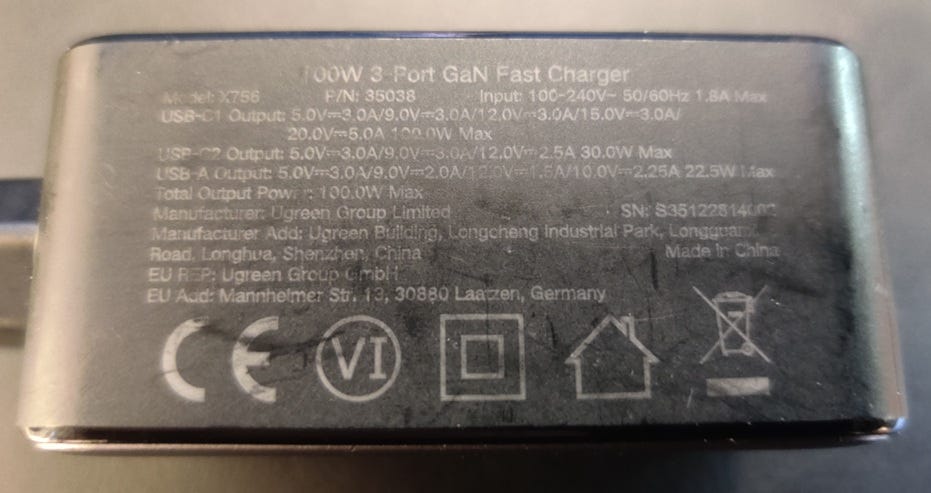 100W 3-Port GaN Fast Charger
Model: X756 P/N: 35038 Input: 100-240V~ 50/60Hz 1.8A Max
USB-C1 Output: 5.0V⎓3.0A/9.0V⎓3.0A/12.0V⎓3.0A/15.0V⎓3.0A/
20.0V⎓5.0A 100.0W Max
USB-C2 Output: 5.0V⎓3.0A/9.0V⎓3.0A/12.0V⎓2.5A 30.0W Max
USB-A Output: 5.0V⎓3.0A/9.0V⎓2.0A/12.0V⎓1.5A/10.0V⎓2.25A 22.5W Max
Total Output Power: 100.0W Max
Manufacturer: Ugreen Group Limited SN:
Manufacturer Add: Ugreen Building, Longcheng Industrial Park,
Road, Longhua, Shenzhen, China Made in China
EU REP: Ugreen Group GmbH
EU Add: Mannheimer Str. 13, 30880 Laatzen, Germany
CE VI